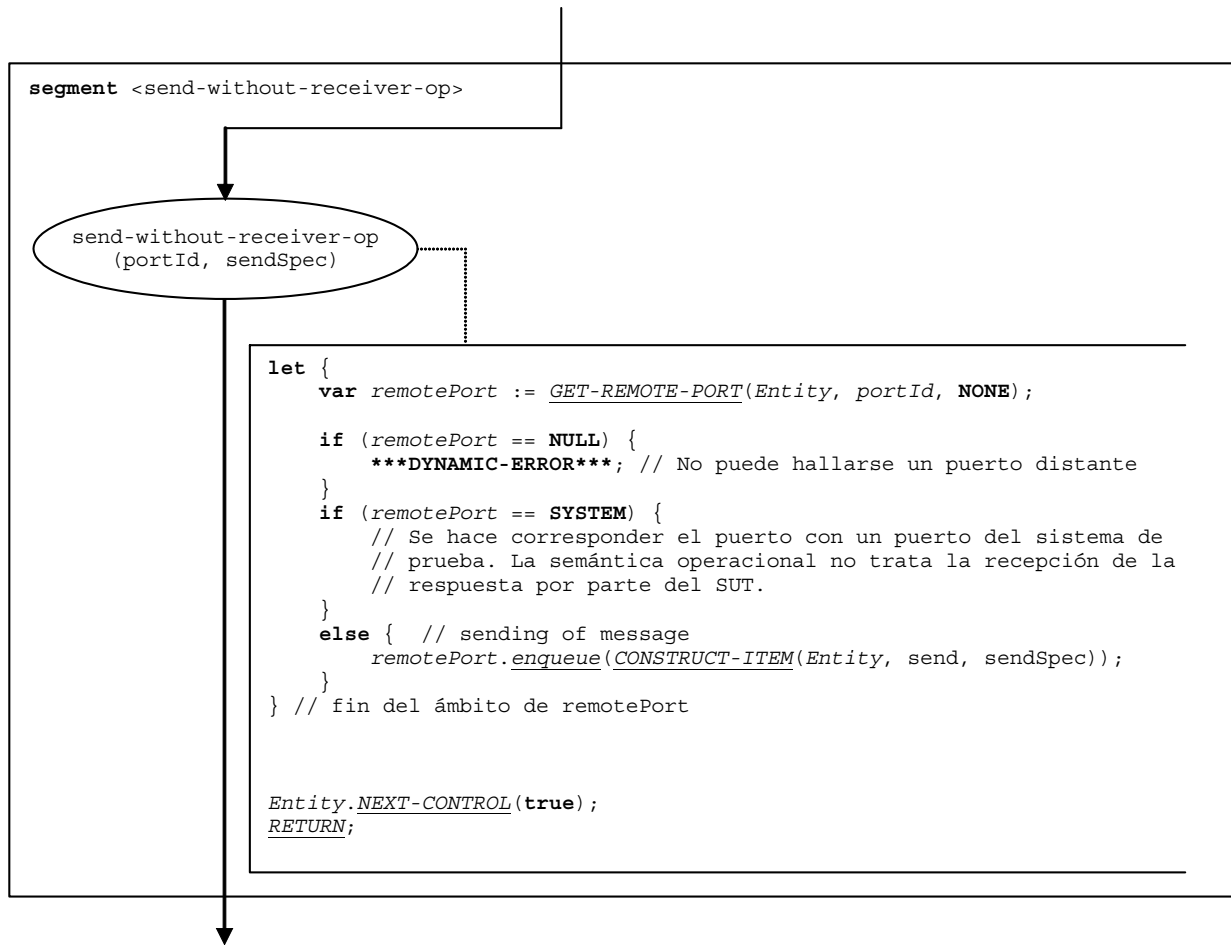 segment <send-without-receiver-op>
send-without-receiver-op
(portId, sendSpec)
let {
var remotePort := GET-REMOTE-PORT(Entity, portId, NONE);
if (remotePort == NULL) {
***DYNAMIC-ERROR***; // No puede hallarse un puerto distante
}
if (remotePort == SYSTEM) {
// Se hace corresponder el puerto con un puerto del sistema de
// prueba. La semántica operacional no trata la recepción de la
// respuesta por parte del SUT.
}
else { // sending of message
remotePort.enqueue(CONSTRUCT-ITEM(Entity, send, sendSpec));
}
} // fin del ámbito de remotePort
Entity.NEXT-CONTROL(true);
RETURN;